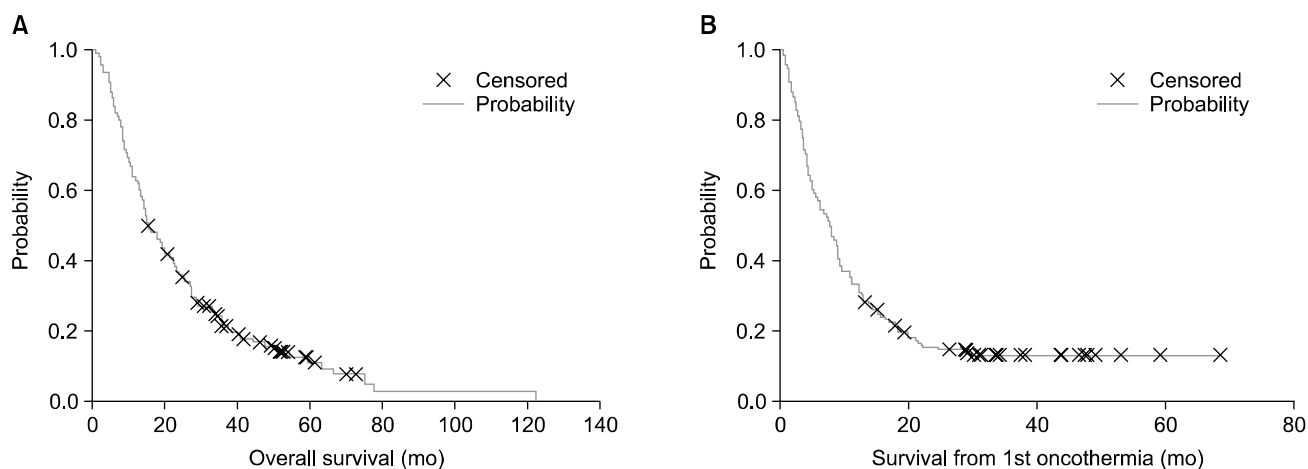 A
1.0
0.8
0.6
0.4
0.2
0.0
Probability
0 20 40 60 80 100 120 140
Overall survival (mo)
Censored
Probability
B
1.0
0.8
0.6
0.4
0.2
0.0
Probability
0 20 40 60 80
Survival from 1st oncothermia (mo)
Censored
Probability